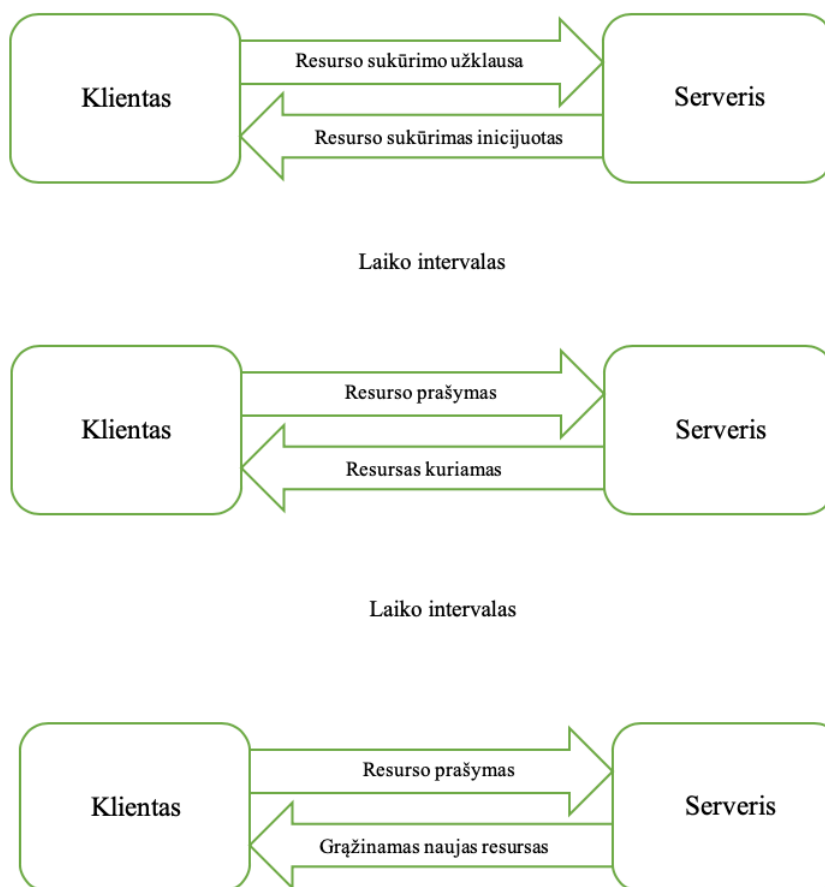 Klientas
Resurso sukūrimo užklausa
Resurso sukūrimas inicijuotas
Serveris
Laiko intervalas
Klientas
Resurso prašymas
Resursas kuriamas
Serveris
Laiko intervalas
Klientas
Resurso prašymas
Grąžinamas naujas resursas
Serveris